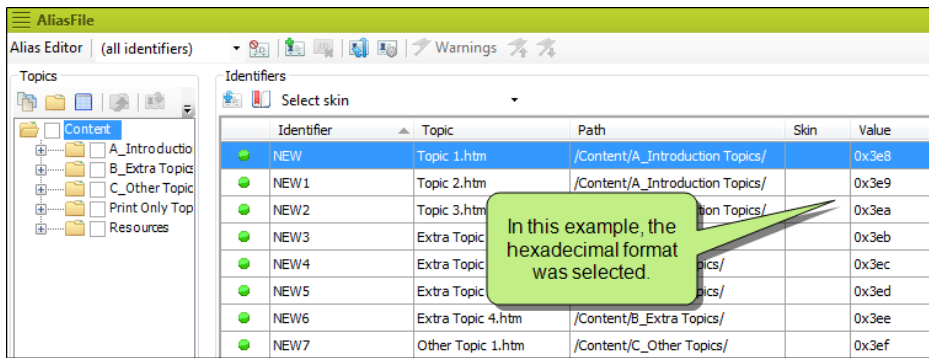 AliasFile
Alias Editor (all identifiers) Warnings
Topics
Identifiers
Select skin
Content
A_Introductio
B_Extra Topics
C_Other Topic
Print Only Top
Resources
Identifier Topic Path Skin Value
NEW Topic 1.htm /Content/A_Introduction Topics/ 0x3e8
NEW1 Topic 2.htm /Content/A_Introduction Topics/ 0x3e9
NEW2 Topic 3.htm tion Topics/ 0x3ea
NEW3 Extra Topic 0x3eb
NEW4 Extra Topic pics/ 0x3ec
NEW5 Extra Topic pics/ 0x3ed
NEW6 Extra Topic 4.htm /Content/B_Extra Topics/ 0x3ee
NEW7 Other Topic 1.htm /Content/C_Other Topics/ 0x3ef
In this example, the
hexadecimal format
was selected.